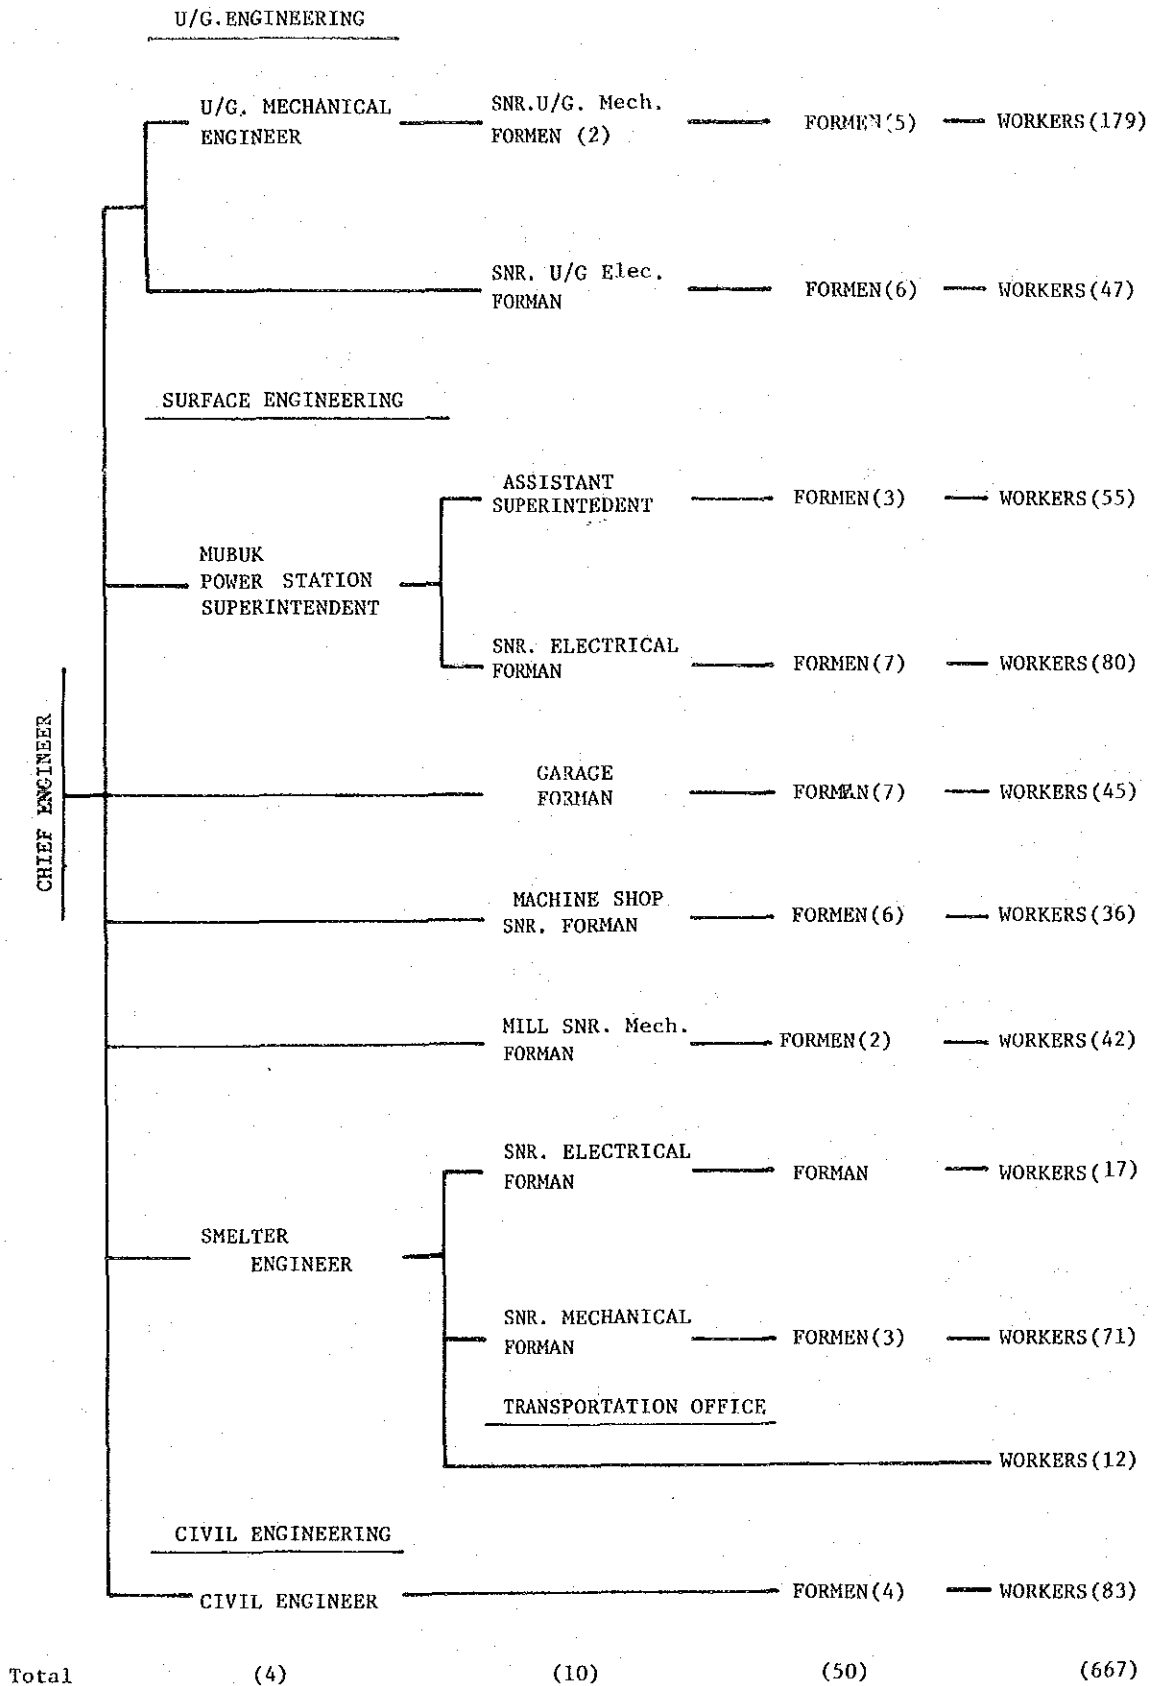 U/G.ENGINEERING
U/G. MECHANICAL ENGINEER
SNR.U/G. Mech. FORMEN (2)
FORMEN(5)
WORKERS(179)
SNR. U/G Elec. FORMAN
FORMEN(6)
WORKERS(47)
SURFACE ENGINEERING
MUBUK
POWER STATION
SUPERINTENDENT
ASSISTANT
SUPERINTEDENT
FORMEN(3)
WORKERS(55)
SNR. ELECTRICAL
FORMAN
FORMEN(7)
WORKERS(80)
CHIEF ENGINEER
GARAGE
FORMAN
FORMAN(7)
WORKERS(45)
MACHINE SHOP
SNR. FORMAN
FORMEN(6)
WORKERS(36)
MILL SNR. Mech.
FORMAN
FORMEN(2)
WORKERS(42)
SMELTER
ENGINEER
SNR. ELECTRICAL
FORMAN
FORMAN
WORKERS(17)
SNR. MECHANICAL
FORMAN
FORMEN(3)
WORKERS(71)
TRANSPORTATION OFFICE
WORKERS(12)
CIVIL ENGINEERING
CIVIL ENGINEER
FORMEN(4)
WORKERS(83)
Total (4) (10) (50) (667)